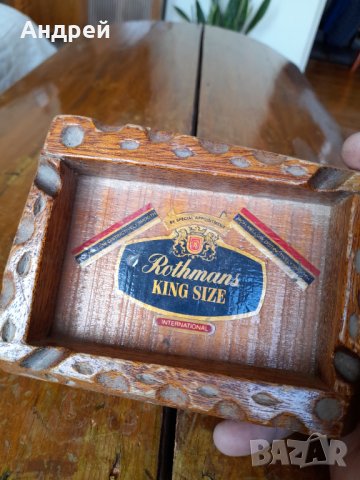 Андрей
BY SPECIAL APPOINTMENT
Rothmans
KING SIZE
INTERNATIONAL
BAZAR